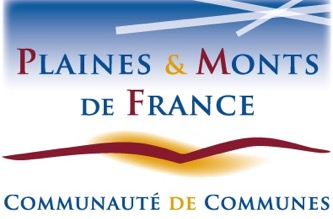 PLAINES & MONTS
DE FRANCE
COMMUNAUTÉ DE COMMUNES